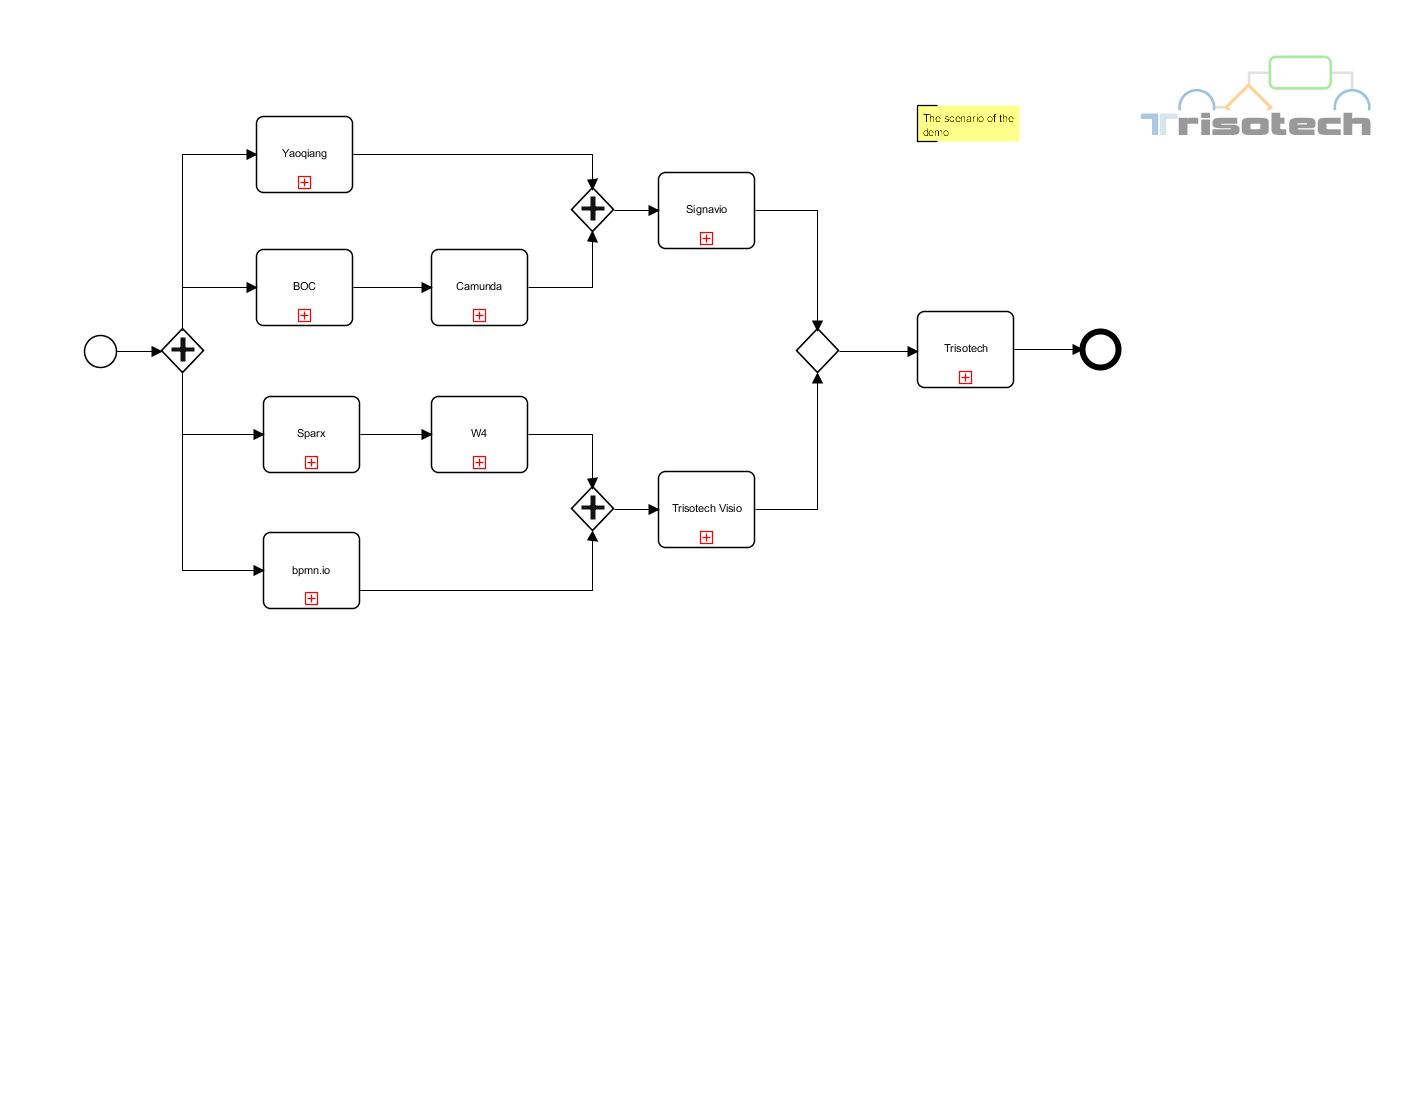 Trisotech
The scenario of the
demo
Yaoqiang
Signavio
BOC
Camunda
Trisotech
Sparx
W4
Trisotech Visio
bpmn.io